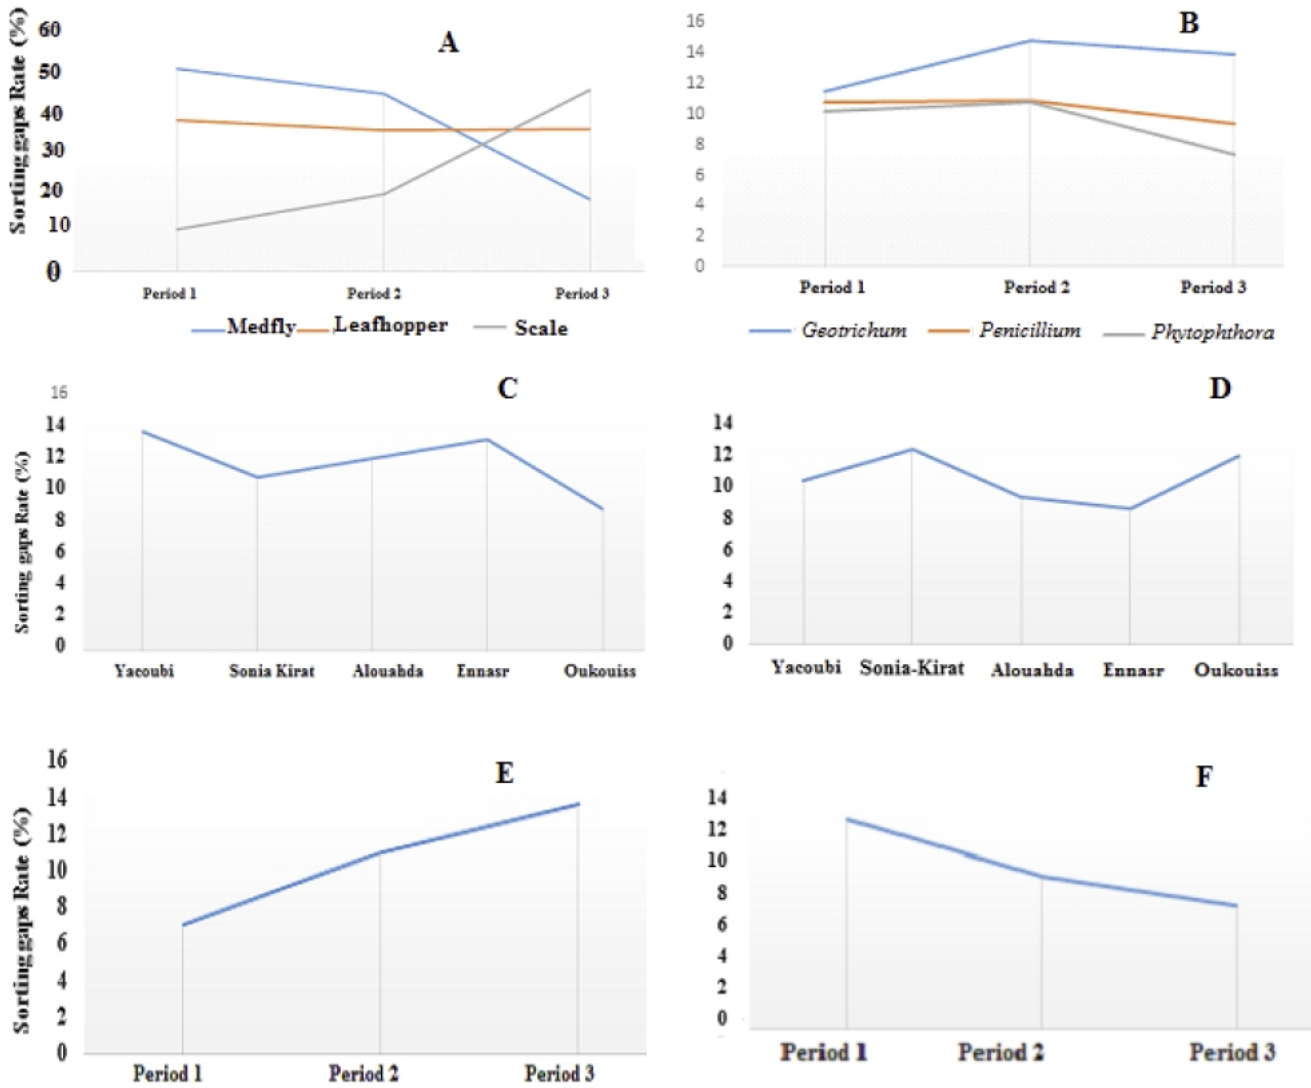 A
Sorting gaps Rate (%)
60
50
40
30
20
10
0
Period 1 Period 2 Period 3
Medfly Leafhopper Scale
B
16
14
12
10
8
6
4
2
0
Period 1 Period 2 Period 3
Geotrichum Penicillium Phytophthora
C
Sorting gaps Rate (%)
16
14
12
10
8
6
4
2
0
Yacoubi Sonia Kirat Alouahda Ennasr Oukouiss
D
14
12
10
8
6
4
2
0
Yacoubi Sonia-Kirat Alouahda Ennasr Oukouiss
E
Sorting gaps Rate (%)
16
14
12
10
8
6
4
2
0
Period 1 Period 2 Period 3
F
14
12
10
8
6
4
2
0
Period 1 Period 2 Period 3